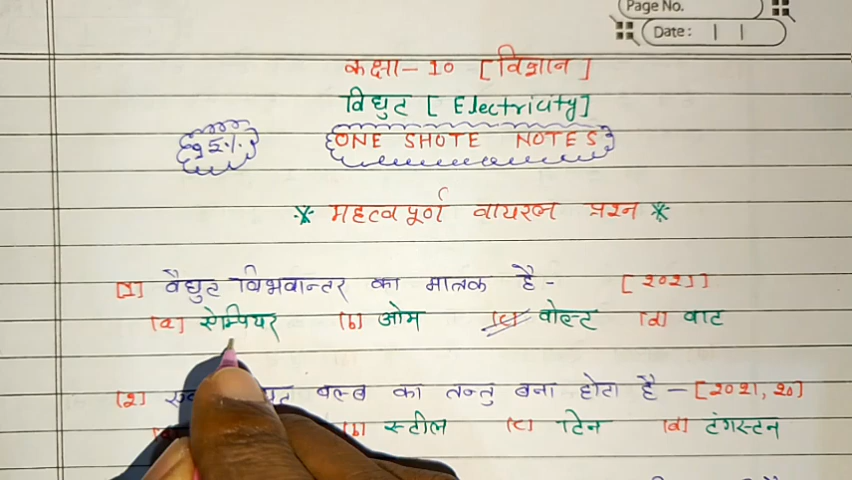 Page No.
Date:
कक्षा - 10 [विज्ञान]
विधुट [Electricity]
95%
ONE SHOTE NOTES
* महत्वपूर्ण वायरल प्रश्न *
[1] वैधुट विभवान्तर का मात्रक है - [2021]
(a) ऐम्पियर (b) ओम (c) वोल्ट (d) वाट
(2) बल्ब का तन्तु बना होता है - [2021, 20]
(b) स्टील (c) टिन (d) टंगस्टन